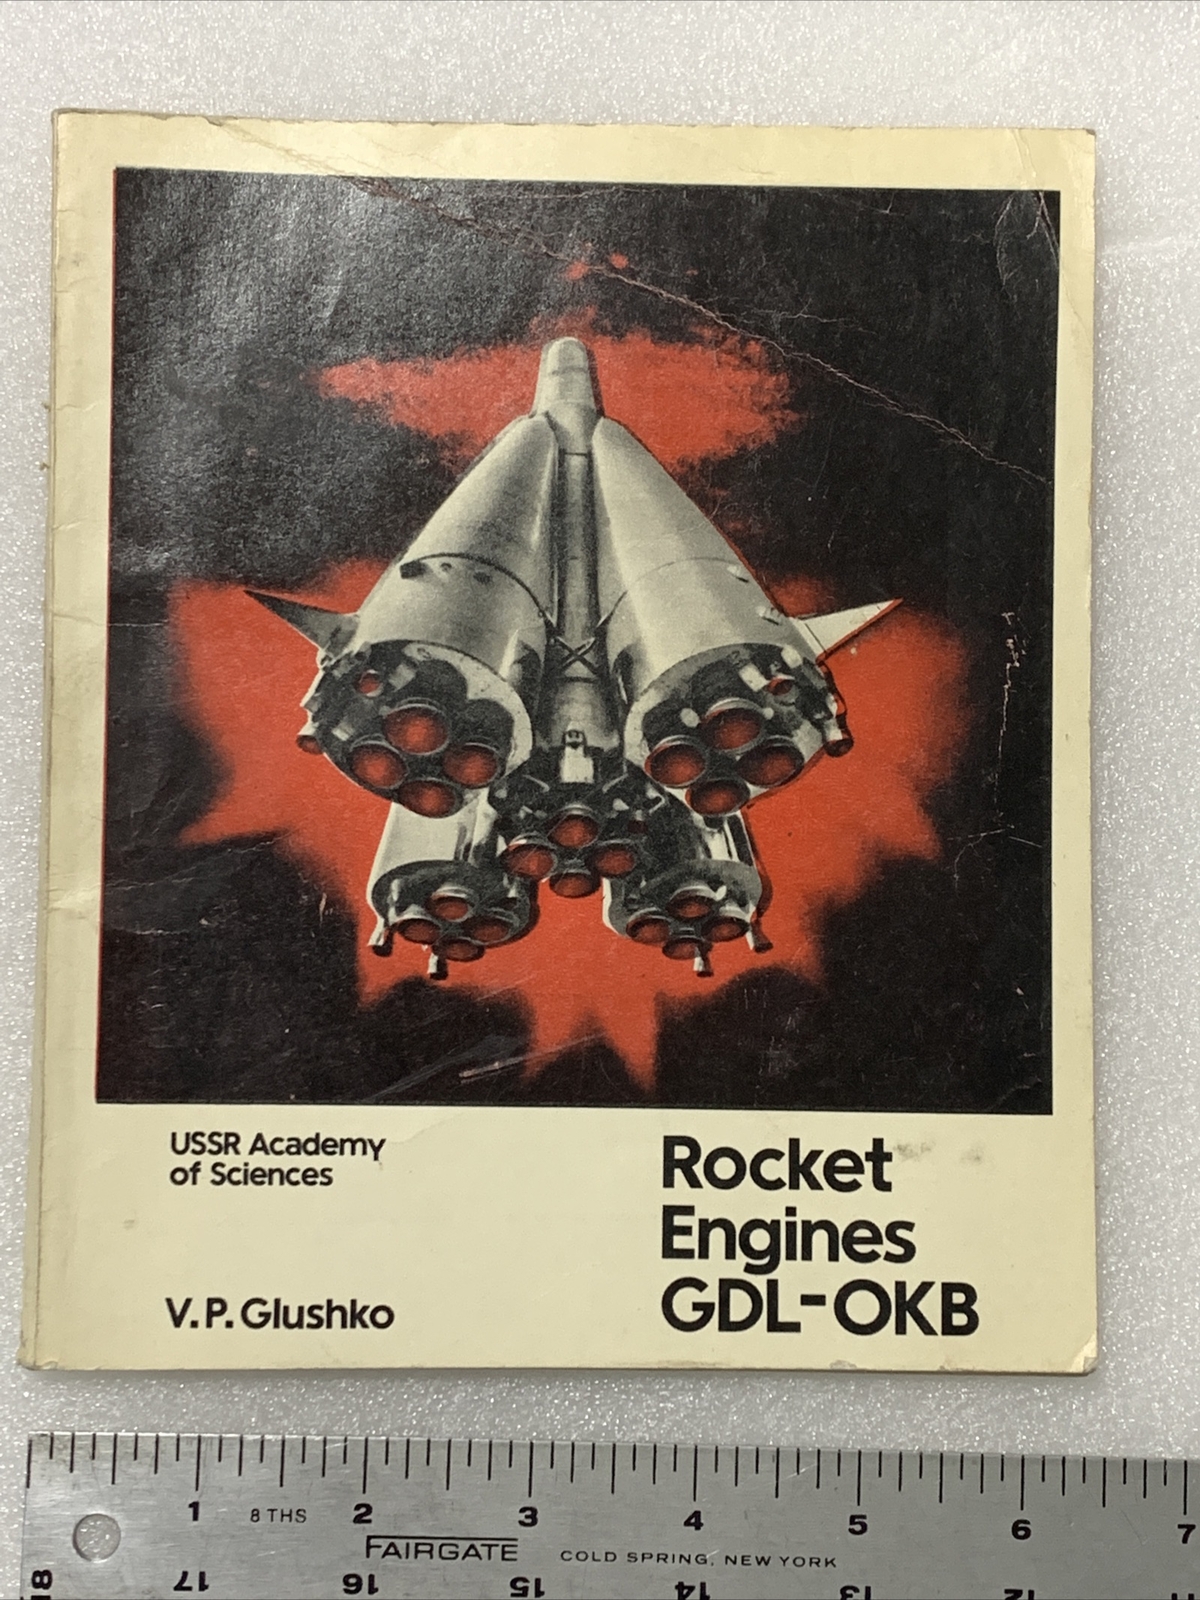 USSR Academy
of Sciences
V.P. Glushko
Rocket
Engines
GDL-OKB
1 8 THS 2 3 4 5 6 7
FAIRGATE COLD SPRING, NEW YORK
18 17 16 15 14 13 12 11